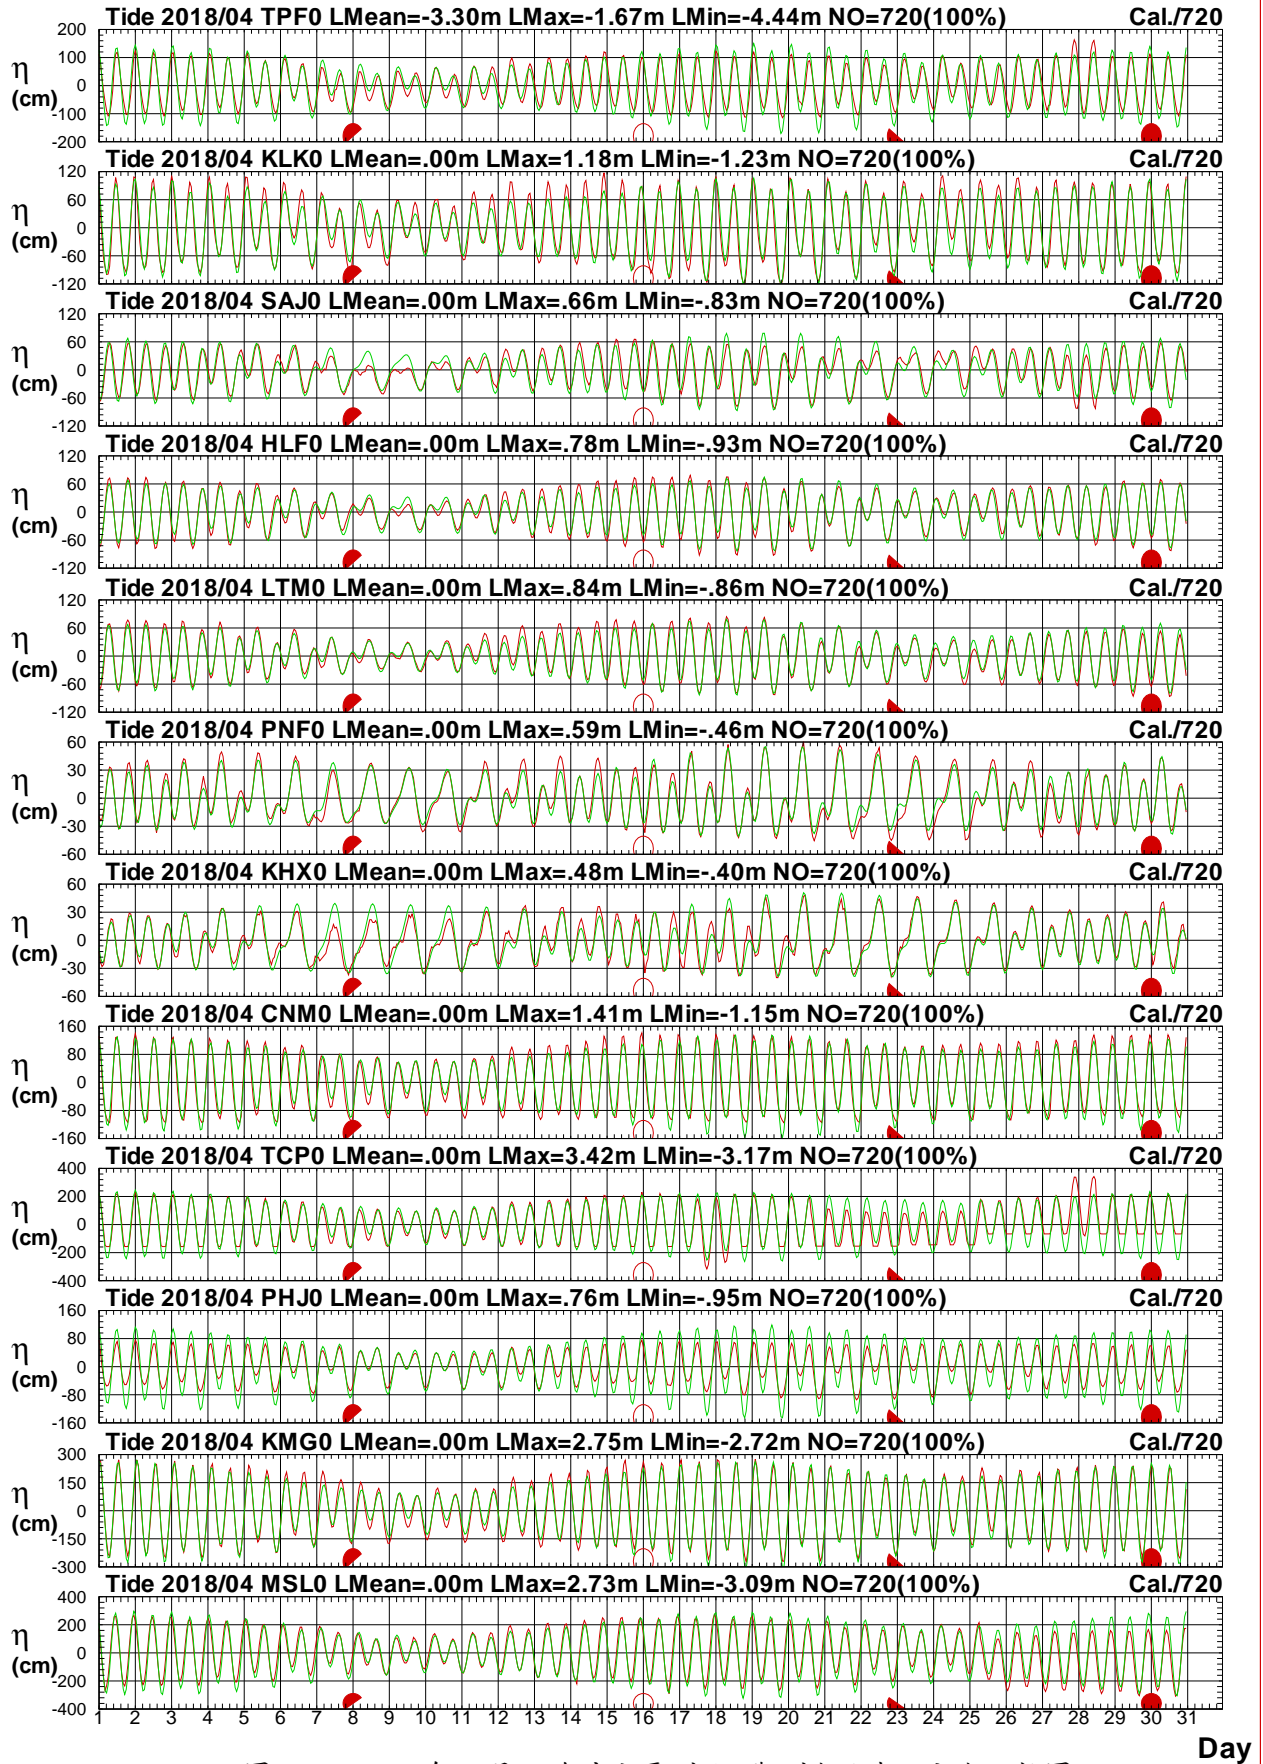 Tide 2018/04 TPF0 LMean=-3.30m LMax=-1.67m LMin=-4.44m NO=720(100%) Cal./720
200
100
0
-100
-200
η
(cm)
Tide 2018/04 KLK0 LMean=.00m LMax=1.18m LMin=-1.23m NO=720(100%) Cal./720
120
60
0
-60
-120
η
(cm)
Tide 2018/04 SAJ0 LMean=.00m LMax=.66m LMin=-.83m NO=720(100%) Cal./720
120
60
0
-60
-120
η
(cm)
Tide 2018/04 HLF0 LMean=.00m LMax=.78m LMin=-.93m NO=720(100%) Cal./720
120
60
0
-60
-120
η
(cm)
Tide 2018/04 LTM0 LMean=.00m LMax=.84m LMin=-.86m NO=720(100%) Cal./720
120
60
0
-60
-120
η
(cm)
Tide 2018/04 PNF0 LMean=.00m LMax=.59m LMin=-.46m NO=720(100%) Cal./720
60
30
0
-30
-60
η
(cm)
Tide 2018/04 KHX0 LMean=.00m LMax=.48m LMin=-.40m NO=720(100%) Cal./720
60
30
0
-30
-60
η
(cm)
Tide 2018/04 CNM0 LMean=.00m LMax=1.41m LMin=-1.15m NO=720(100%) Cal./720
160
80
0
-80
-160
η
(cm)
Tide 2018/04 TCP0 LMean=.00m LMax=3.42m LMin=-3.17m NO=720(100%) Cal./720
400
200
0
-200
-400
η
(cm)
Tide 2018/04 PHJ0 LMean=.00m LMax=.76m LMin=-.95m NO=720(100%) Cal./720
160
80
0
-80
-160
η
(cm)
Tide 2018/04 KMG0 LMean=.00m LMax=2.75m LMin=-2.72m NO=720(100%) Cal./720
300
150
0
-150
-300
η
(cm)
Tide 2018/04 MSL0 LMean=.00m LMax=2.73m LMin=-3.09m NO=720(100%) Cal./720
400
200
0
-200
-400
η
(cm)
1 2 3 4 5 6 7 8 9 10 11 12 13 14 15 16 17 18 19 20 21 22 23 24 25 26 27 28 29 30 31
Day